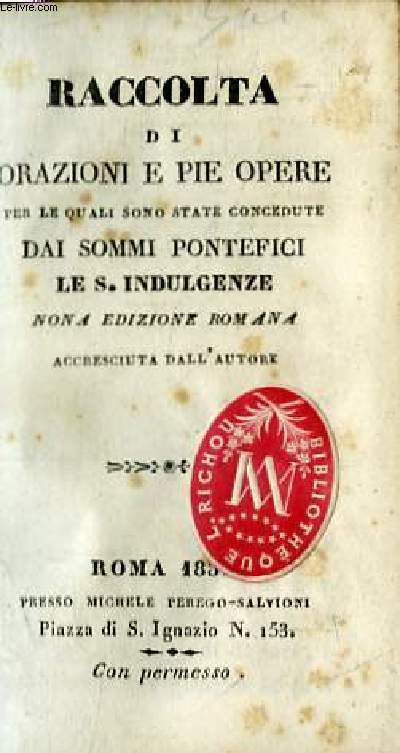 Le-livre.com
RACCOLTA
DI
ORAZIONI E PIE OPERE
PER LE QUALI SONO STATE CONCEDUTE
DAI SOMMI PONTEFICI
LE S. INDULGENZE
NONA EDIZIONE ROMANA
ACCRESCIUTA DALL'AUTORE
BIBLIOTHÈQUE L. RICHOU
ROMA
PRESSO MICHELE PEREGO-SALVIONI
Piazza di S. Ignazio N. 153.
Con permesso.